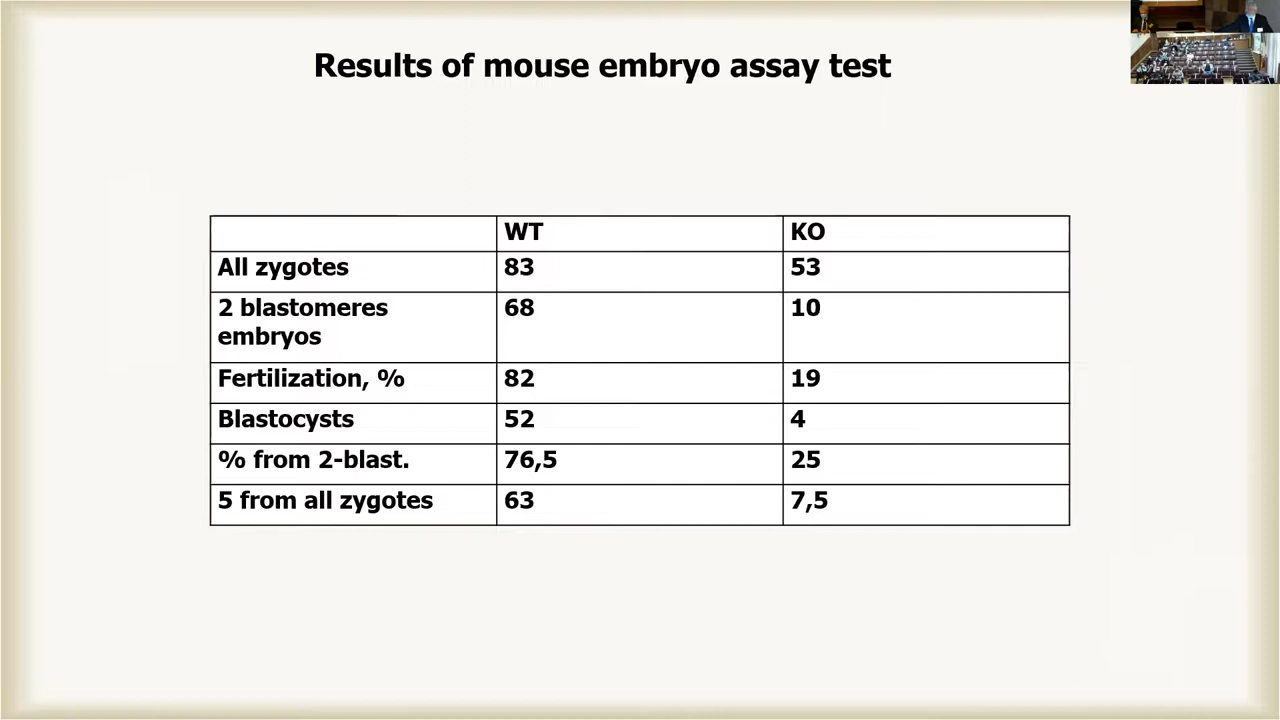 Results of mouse embryo assay test
WT KO
All zygotes 83 53
2 blastomeres 68 10
embryos
Fertilization, % 82 19
Blastocysts 52 4
% from 2-blast. 76,5 25
5 from all zygotes 63 7,5